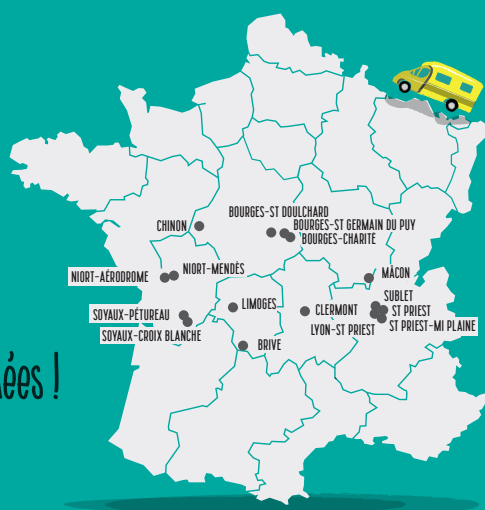 BOURGES-ST DOULCHARD
CHINON
BOURGES-ST GERMAIN DU PUY
BOURGES-CHARITÉ
NIORT-AÉRODROME
NIORT-MENDÈS
MÂCON
SUBLET
SOYAUX-PÉTUREAU
LIMOGES
CLERMONT
ST PRIEST
SOYAUX-CROIX BLANCHE
LYON-ST PRIEST
ST PRIEST-MI PLAINE
BRIVE
ées !